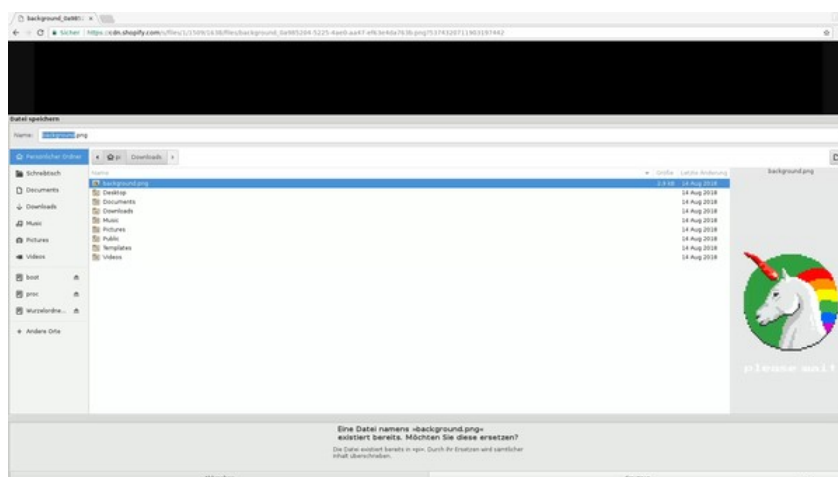 background_0a985:
Sicher
https://cdn.shopify.com/s/files/1/1509/1638/files/background_0a985204-5225-4ae0-aa47-ef63e4da763b.png?5374328711903197442
Datei speichern
Name: background.png
Persönlicher Ordner
pi
Downloads
Schreibtisch
Documents
Downloads
Music
Pictures
Videos
boot
proc
Wurzelordne...
Andere Orte
Name
Größe
Letzte Änderung
background.png
3,9 kB
14 Aug 2018
Desktop
14 Aug 2018
Documents
14 Aug 2018
Downloads
14 Aug 2018
Music
14 Aug 2018
Pictures
14 Aug 2018
Public
14 Aug 2018
Templates
14 Aug 2018
Videos
14 Aug 2018
background.png
please wait
Eine Datei namens »background.png«
existiert bereits. Möchten Sie diese ersetzen?
Die Datei existiert bereits in »pi«. Durch ihr Ersetzen wird sämtlicher
Inhalt überschrieben.